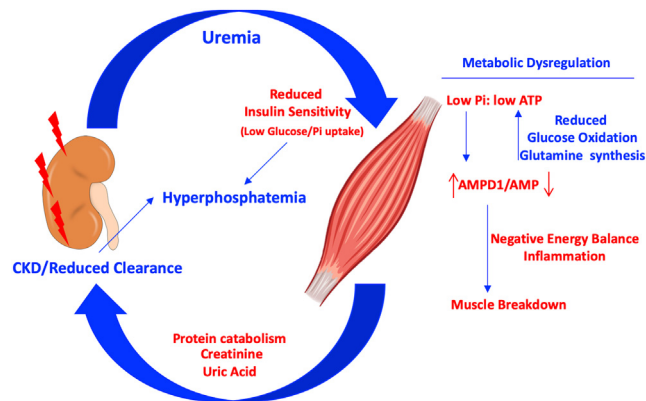 Uremia
Metabolic Dysregulation
Reduced
Insulin Sensitivity
(Low Glucose/Pi uptake)
Low Pi: low ATP
Reduced
Glucose Oxidation
Glutamine synthesis
Hyperphosphatemia
AMPD1/AMP
Negative Energy Balance
Inflammation
CKD/Reduced Clearance
Muscle Breakdown
Protein catabolism
Creatinine
Uric Acid